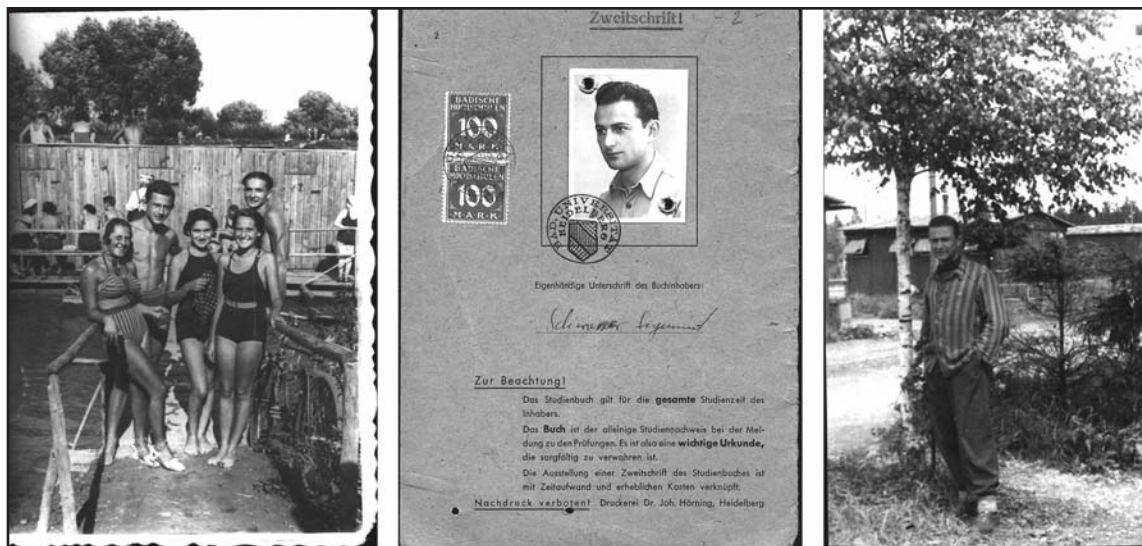 Zweitschrift! - 2 -
2
BADISCHE
HOCHSCHULEN
100
MARK
BADISCHE
HOCHSCHULEN
100
MARK
BAD. UNIVERSITÄT
HEIDELBERG
Eigenhändige Unterschrift des Buchinhabers:
Zur Beachtung!
Das Studienbuch gilt für die gesamte Studienzeit des
Inhabers.
Das Buch ist der alleinige Studiennachweis bei der Mel-
dung zu den Prüfungen. Es ist also eine wichtige Urkunde,
die sorgfältig zu verwahren ist.
Die Ausstellung einer Zweitschrift des Studienbuches ist
mit Zeitaufwand und erheblichen Kosten verknüpft.
Nachdruck verboten! Druckerei Dr. Joh. Hörning, Heidelberg